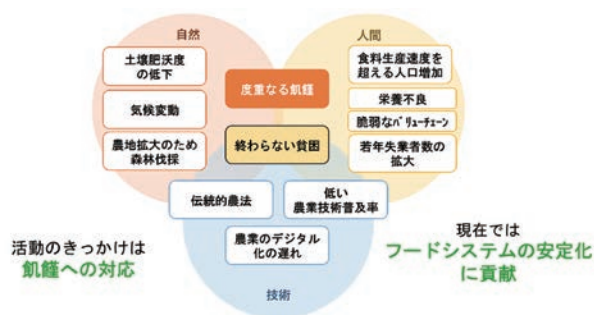 自然
人間
土壌肥沃度
の低下
気候変動
農地拡大のため
森林伐採
度重なる飢饉
終わらない貧困
食料生産速度を
超える人口増加
栄養不良
脆弱なバリューチェーン
若年失業者数の
拡大
伝統的農法
低い
農業技術普及率
農業のデジタル
化の遅れ
技術
活動のきっかけは
飢饉への対応
現在では
フードシステムの安定化
に貢献